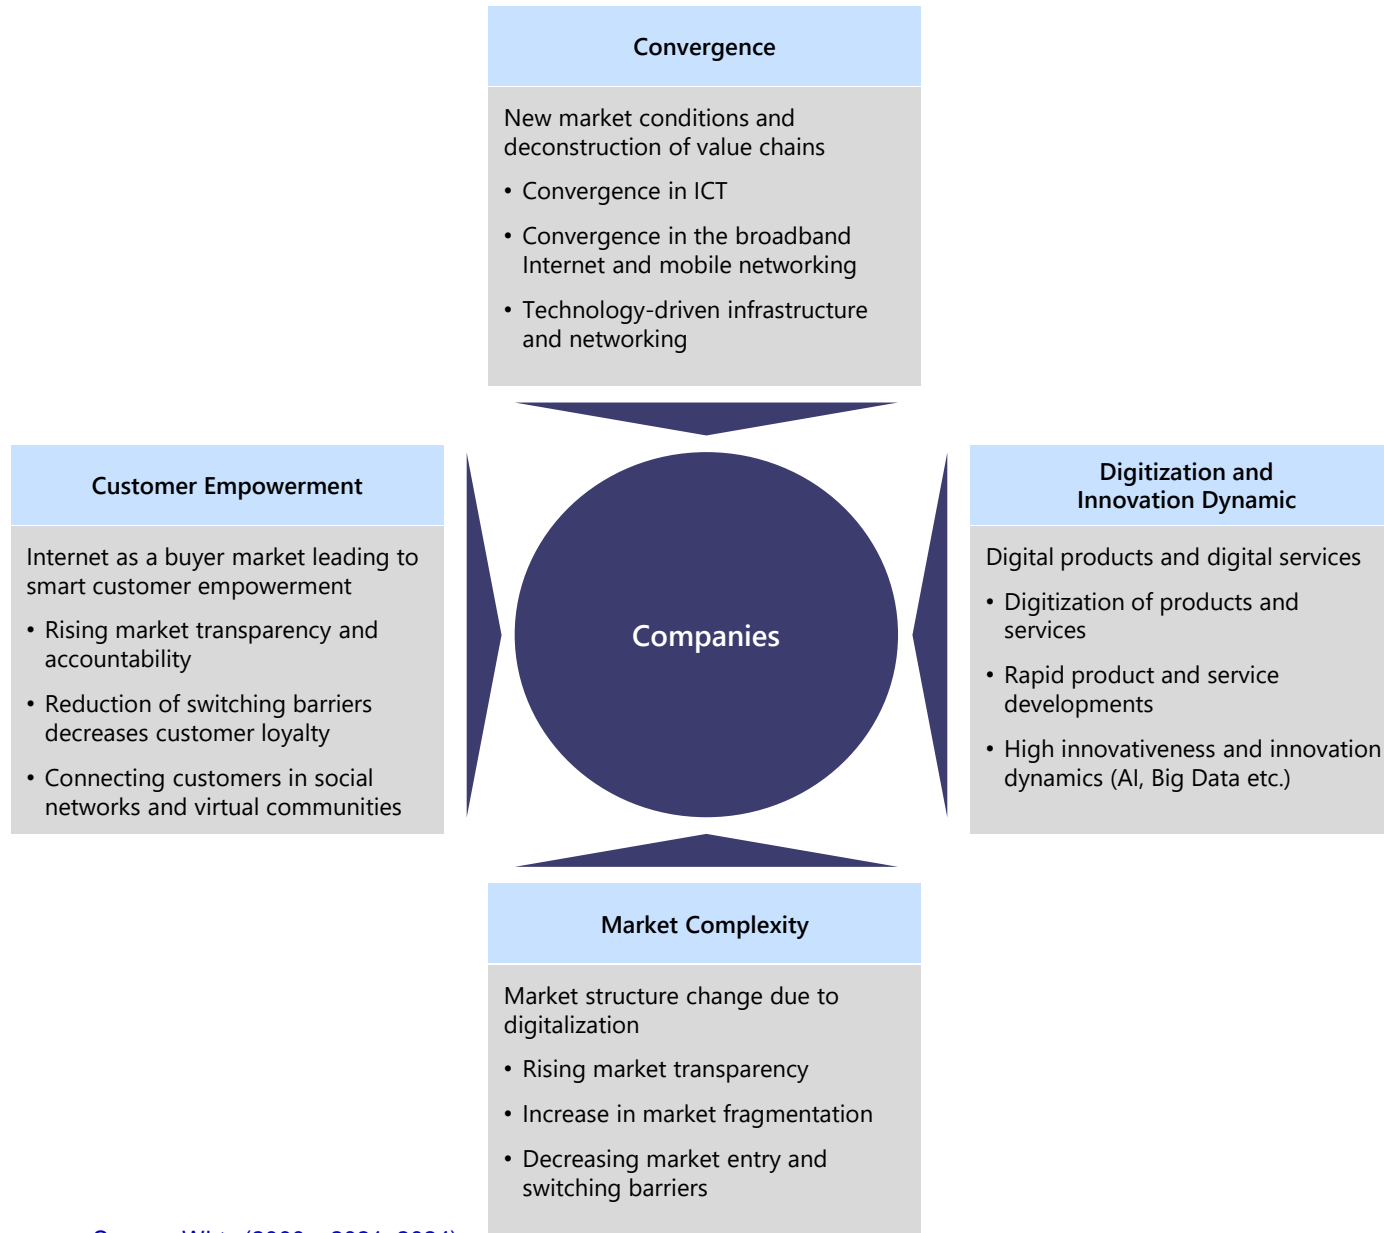 Convergence
New market conditions and
deconstruction of value chains
• Convergence in ICT
• Convergence in the broadband
Internet and mobile networking
• Technology-driven infrastructure
and networking
Customer Empowerment
Internet as a buyer market leading to
smart customer empowerment
• Rising market transparency and
accountability
• Reduction of switching barriers
decreases customer loyalty
• Connecting customers in social
networks and virtual communities
Companies
Digitization and
Innovation Dynamic
Digital products and digital services
• Digitization of products and
services
• Rapid product and service
developments
• High innovativeness and innovation
dynamics (AI, Big Data etc.)
Market Complexity
Market structure change due to
digitalization
• Rising market transparency
• Increase in market fragmentation
• Decreasing market entry and
switching barriers